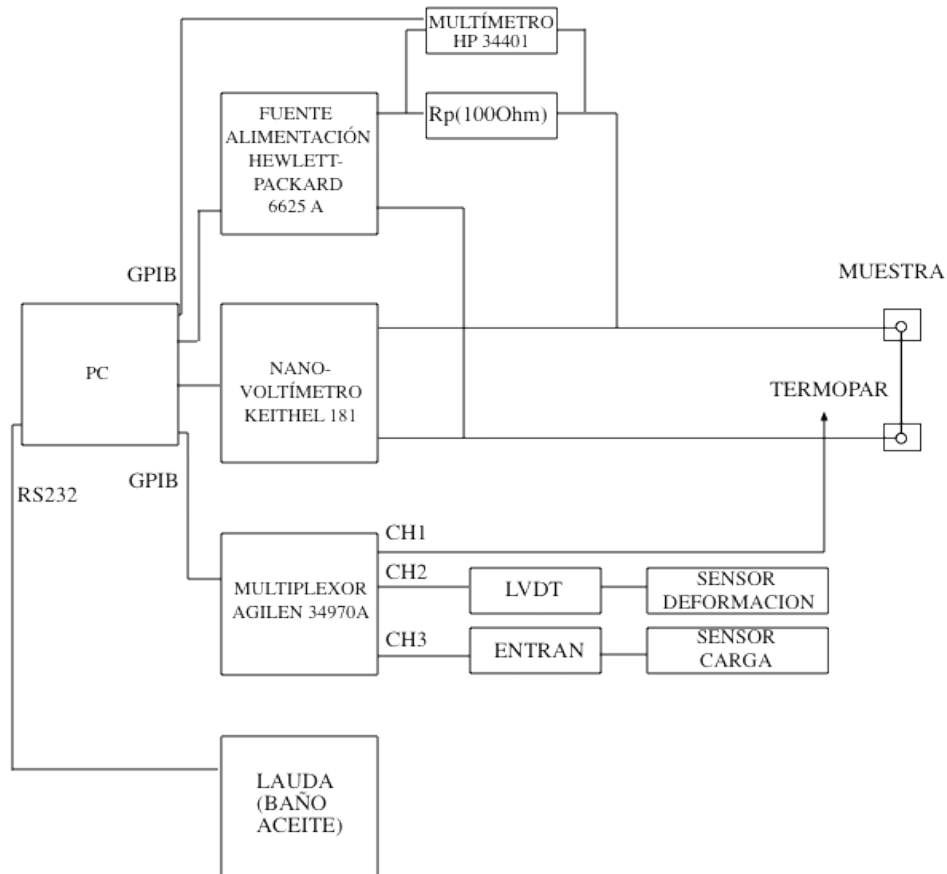 MULTÍMETRO
HP 34401
FUENTE
ALIMENTACIÓN
HEWLETT-
PACKARD
6625 A
Rp(100Ohm)
GPIB
MUESTRA
PC
NANO-
VOLTÍMETRO
KEITHEL 181
TERMOPAR
GPIB
RS232
CH1
MULTIPLEXOR
AGILEN 34970A
CH2
LVDT
SENSOR
DEFORMACION
CH3
ENTRAN
SENSOR
CARGA
LAUDA
(BAÑO
ACEITE)